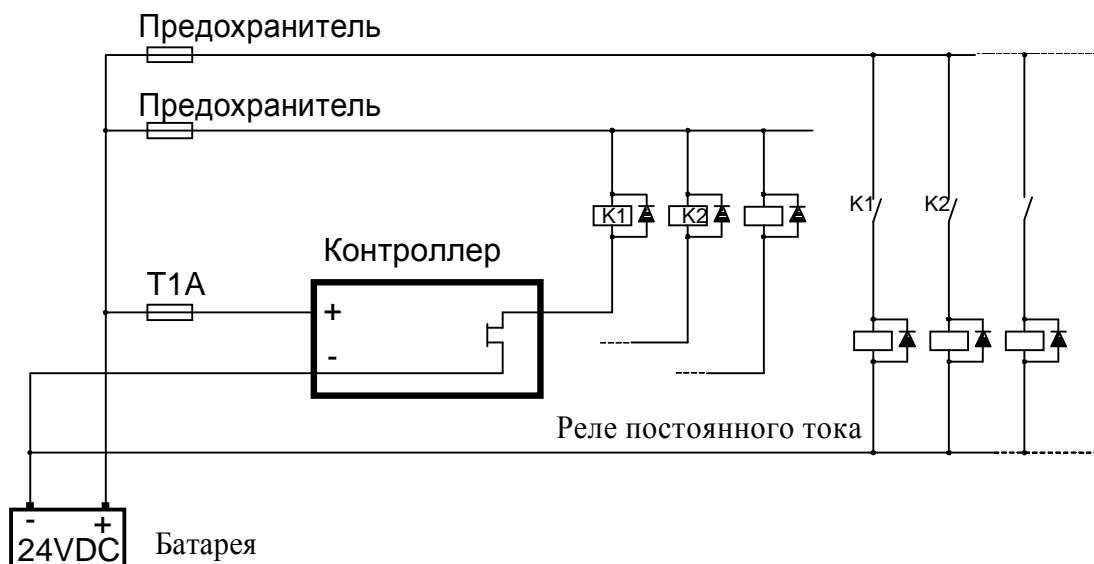 Предохранитель
Предохранитель
K1
K2
K1
K2
Контроллер
T1A
+
-
Реле постоянного тока
- +
24VDC
Батарея